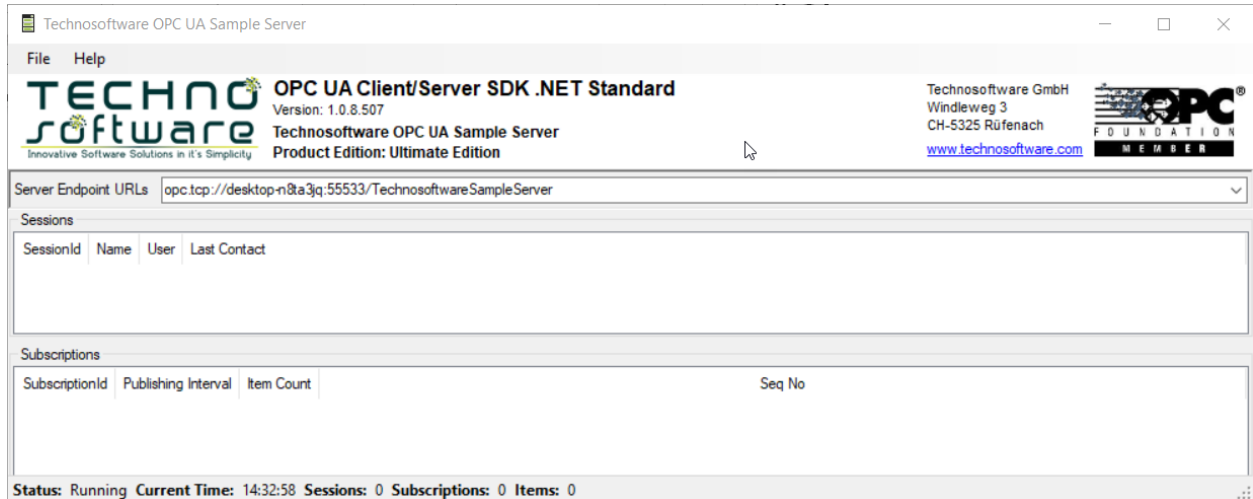 Technosoftware OPC UA Sample Server
File Help
TECHNO
software
Innovative Software Solutions in it's Simplicity
OPC UA Client/Server SDK .NET Standard
Version: 1.0.8.507
Technosoftware OPC UA Sample Server
Product Edition: Ultimate Edition
Technosoftware GmbH
Windleweg 3
CH-5325 Rüfenach
www.technosoftware.com
OPC®
FOUNDATION
MEMBER
Server Endpoint URLs opc.tcp://desktop-n8ta3jq:55533/TechnosoftwareSampleServer
Sessions
SessionId Name User Last Contact
Subscriptions
SubscriptionId Publishing Interval Item Count Seq No
Status: Running Current Time: 14:32:58 Sessions: 0 Subscriptions: 0 Items: 0